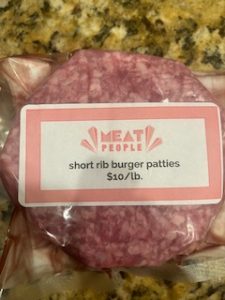 MEAT
PEOPLE
short rib burger patties
$10/lb.